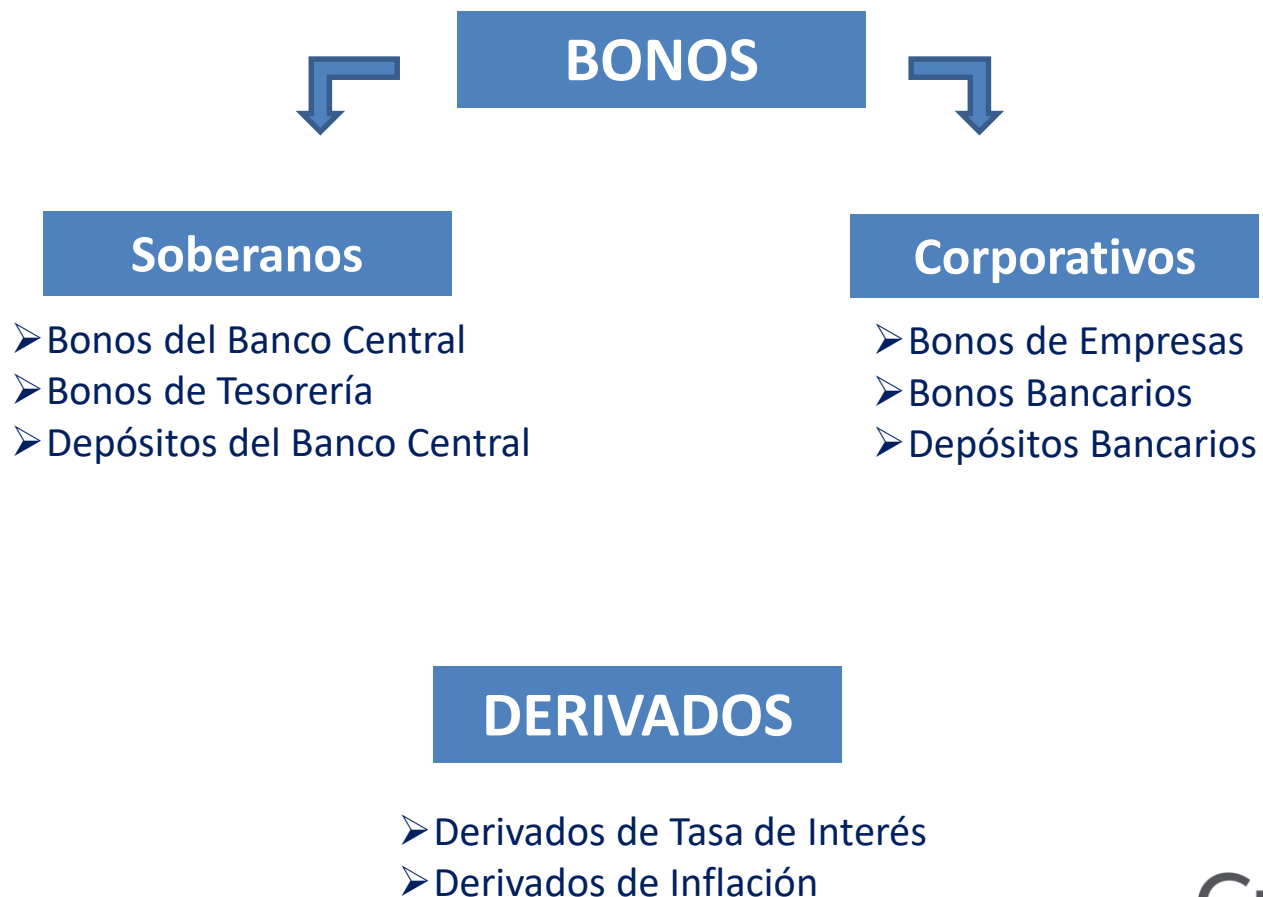 BONOS
Soberanos
➢Bonos del Banco Central
➢Bonos de Tesorería
➢Depósitos del Banco Central
Corporativos
➢Bonos de Empresas
➢Bonos Bancarios
➢Depósitos Bancarios
DERIVADOS
➢Derivados de Tasa de Interés
➢Derivados de Inflación